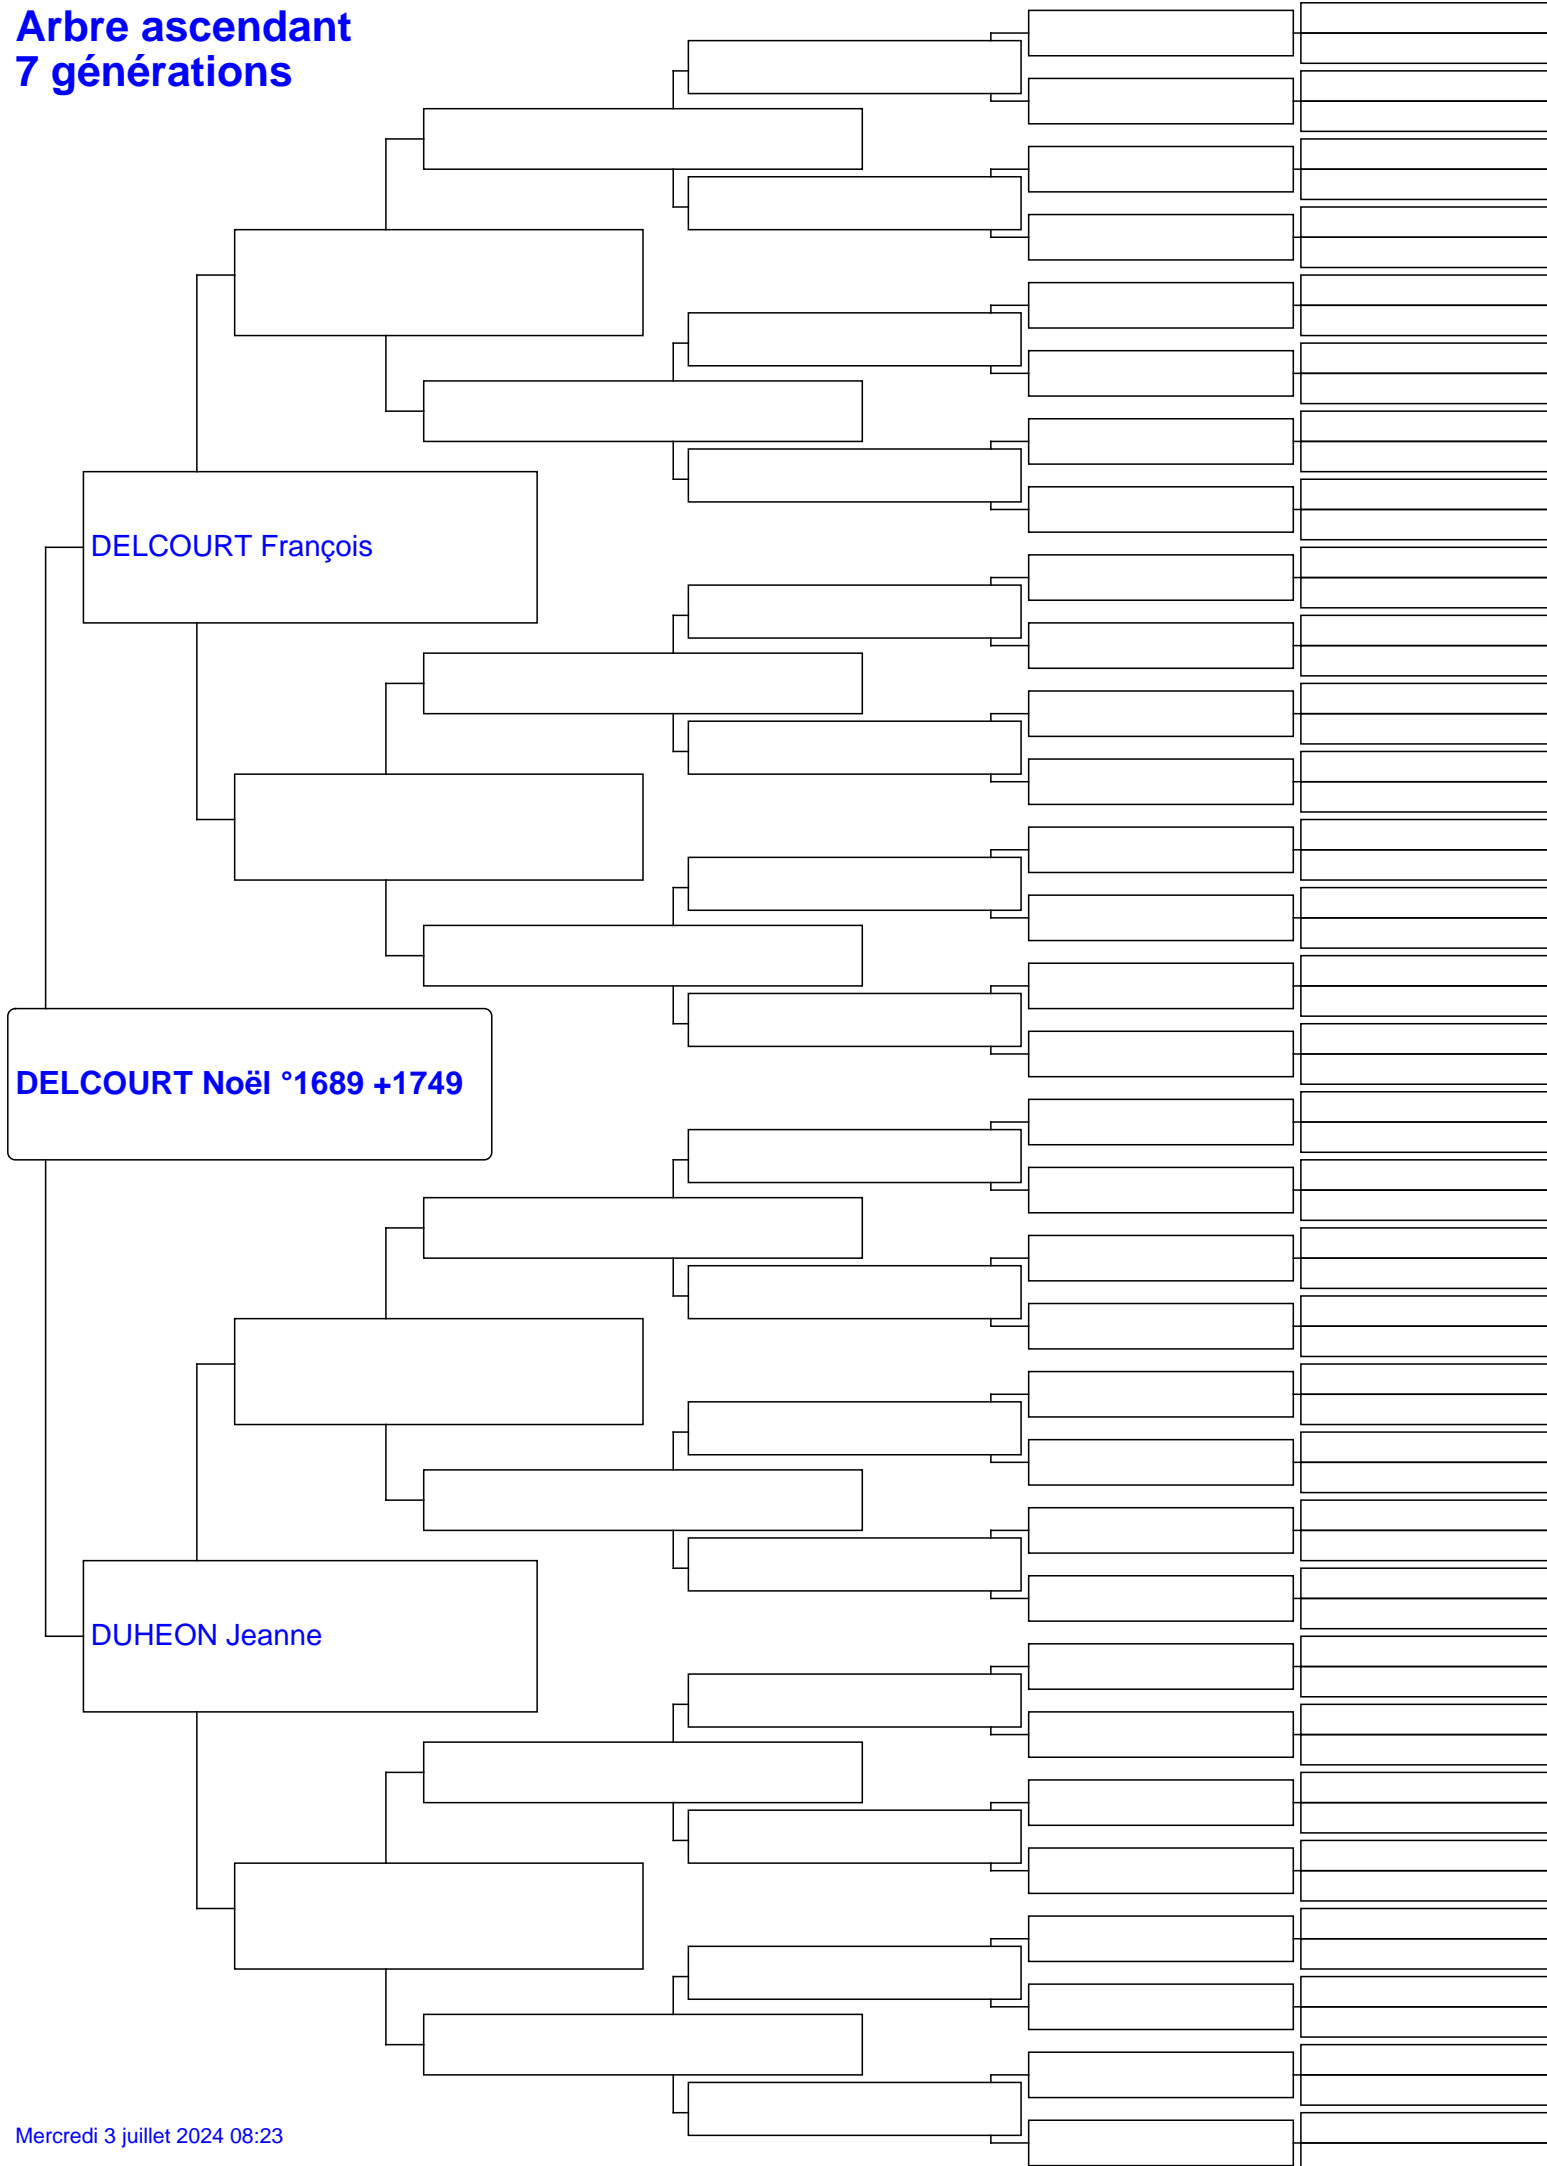 Arbre ascendant
7 générations
DELCOURT François
DELCOURT Noël °1689 +1749
DUHEON Jeanne
Mercredi 3 juillet 2024 08:23